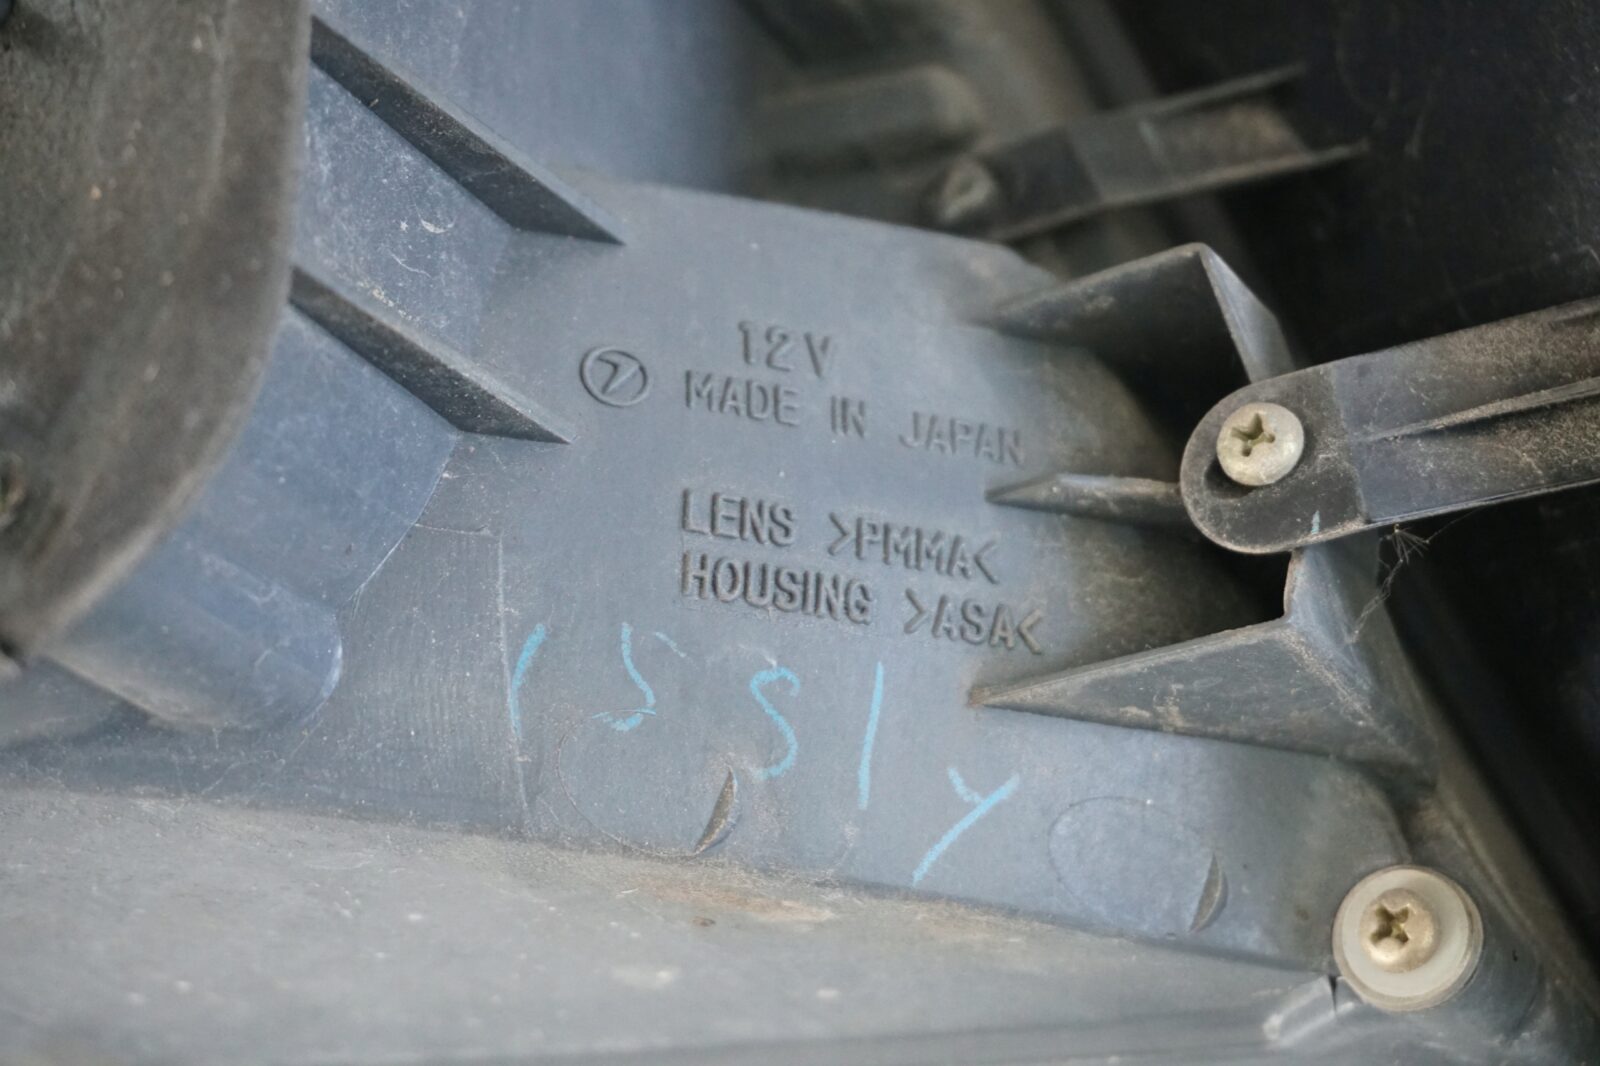 12V
MADE IN JAPAN
LENS >PMMA<
HOUSING >ASA<